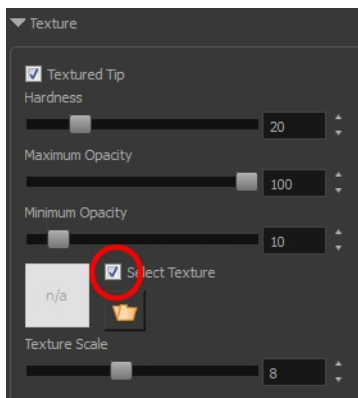 Texture
Textured Tip
Hardness
20
Maximum Opacity
100
Minimum Opacity
10
n/a
Select Texture
Texture Scale
8